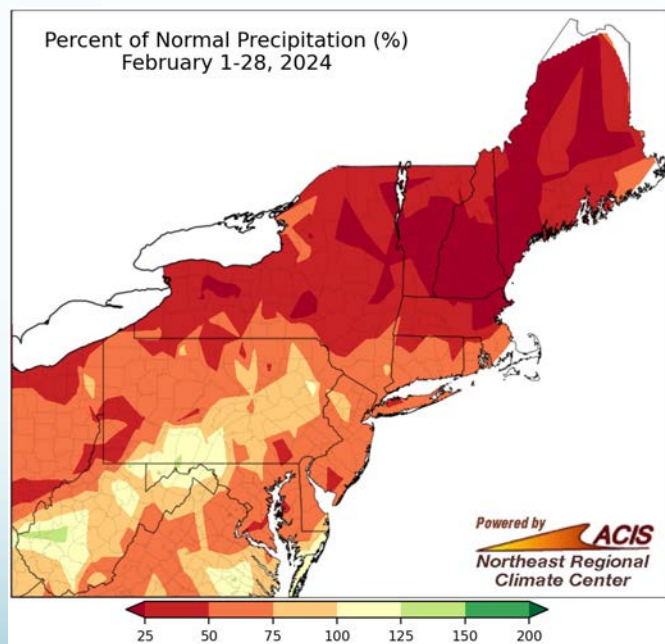 Percent of Normal Precipitation (%)
February 1-28, 2024
Powered by
ACIS
Northeast Regional
Climate Center
25 50 75 100 125 150 200